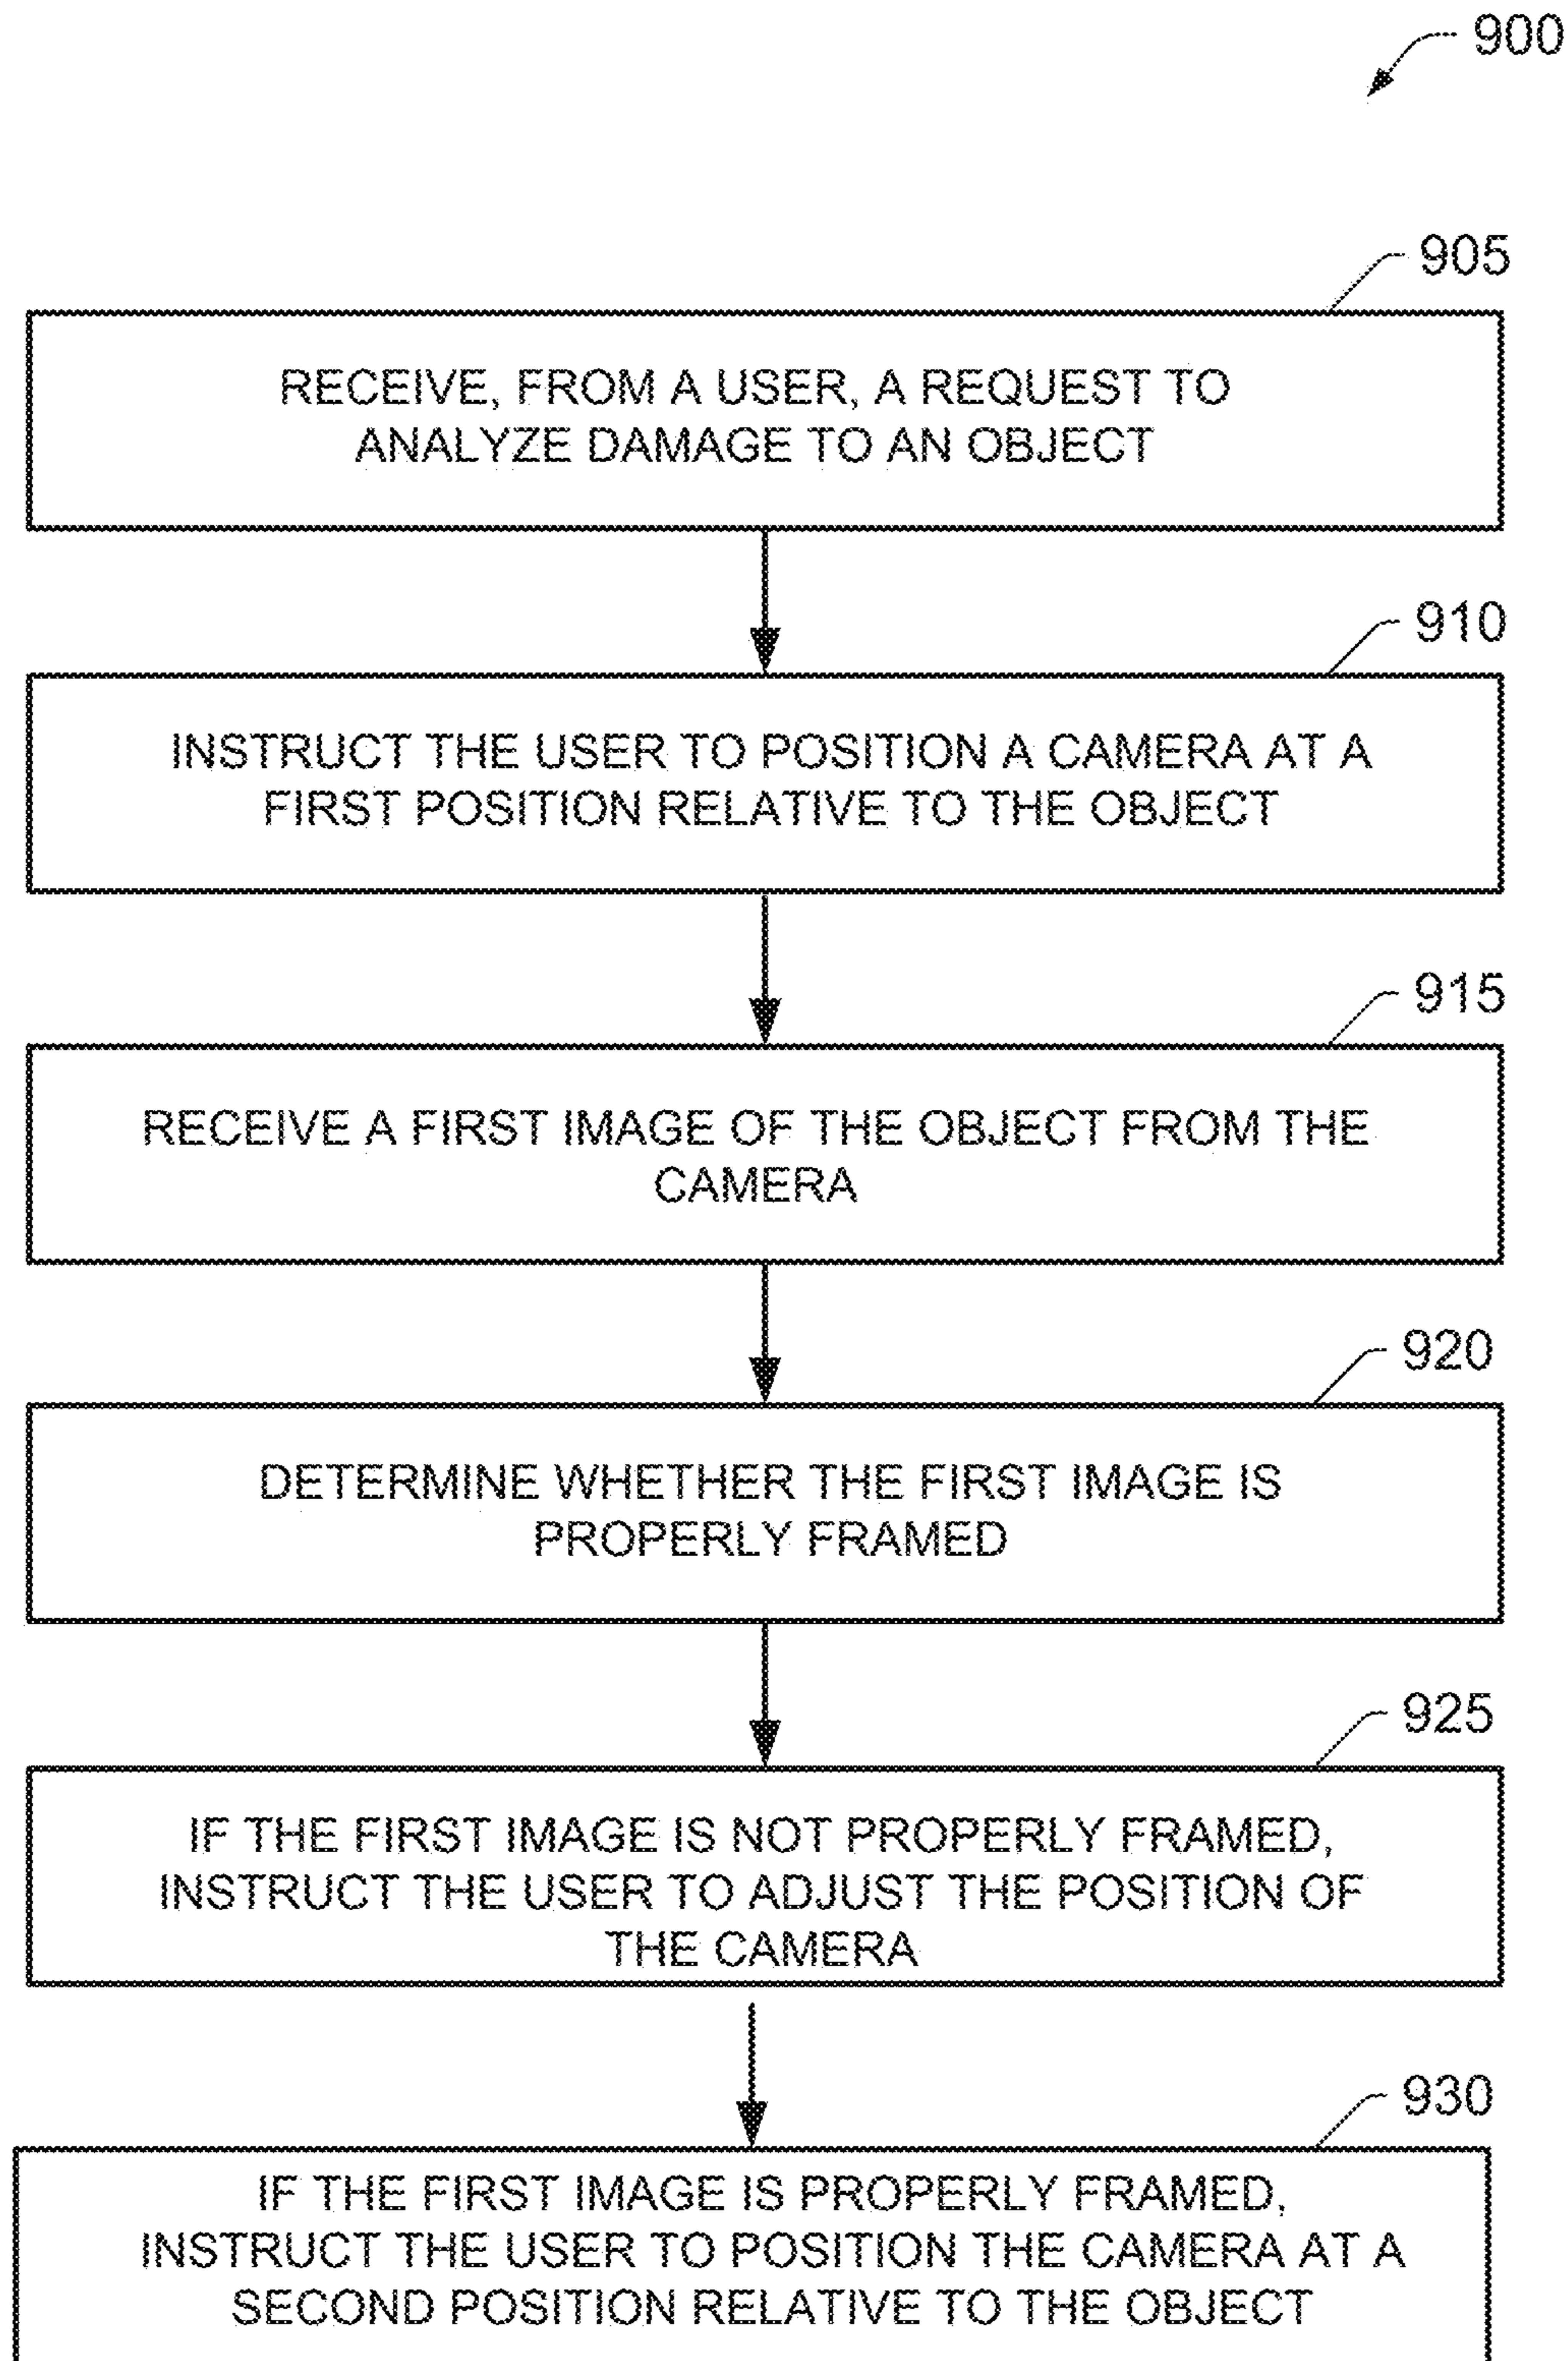 900
905
RECEIVE, FROM A USER, A REQUEST TO
ANALYZE DAMAGE TO AN OBJECT
910
INSTRUCT THE USER TO POSITION A CAMERA AT A
FIRST POSITION RELATIVE TO THE OBJECT
915
RECEIVE A FIRST IMAGE OF THE OBJECT FROM THE
CAMERA
920
DETERMINE WHETHER THE FIRST IMAGE IS
PROPERLY FRAMED
925
IF THE FIRST IMAGE IS NOT PROPERLY FRAMED,
INSTRUCT THE USER TO ADJUST THE POSITION OF
THE CAMERA
930
IF THE FIRST IMAGE IS PROPERLY FRAMED,
INSTRUCT THE USER TO POSITION THE CAMERA AT A
SECOND POSITION RELATIVE TO THE OBJECT